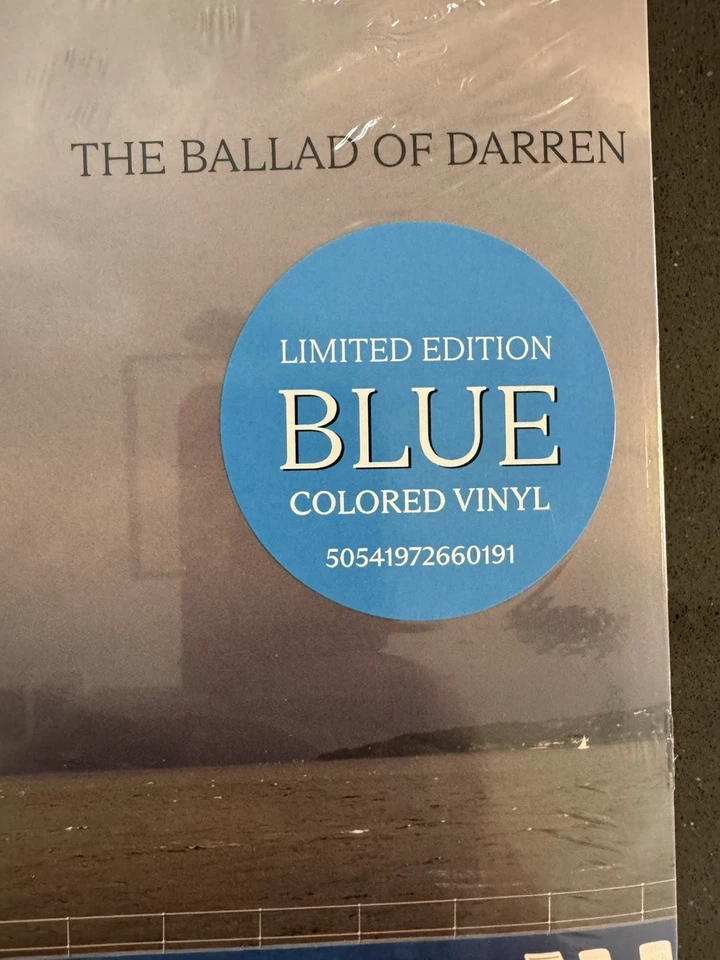 THE BALLAD OF DARREN
LIMITED EDITION
BLUE
COLORED VINYL
50541972660191